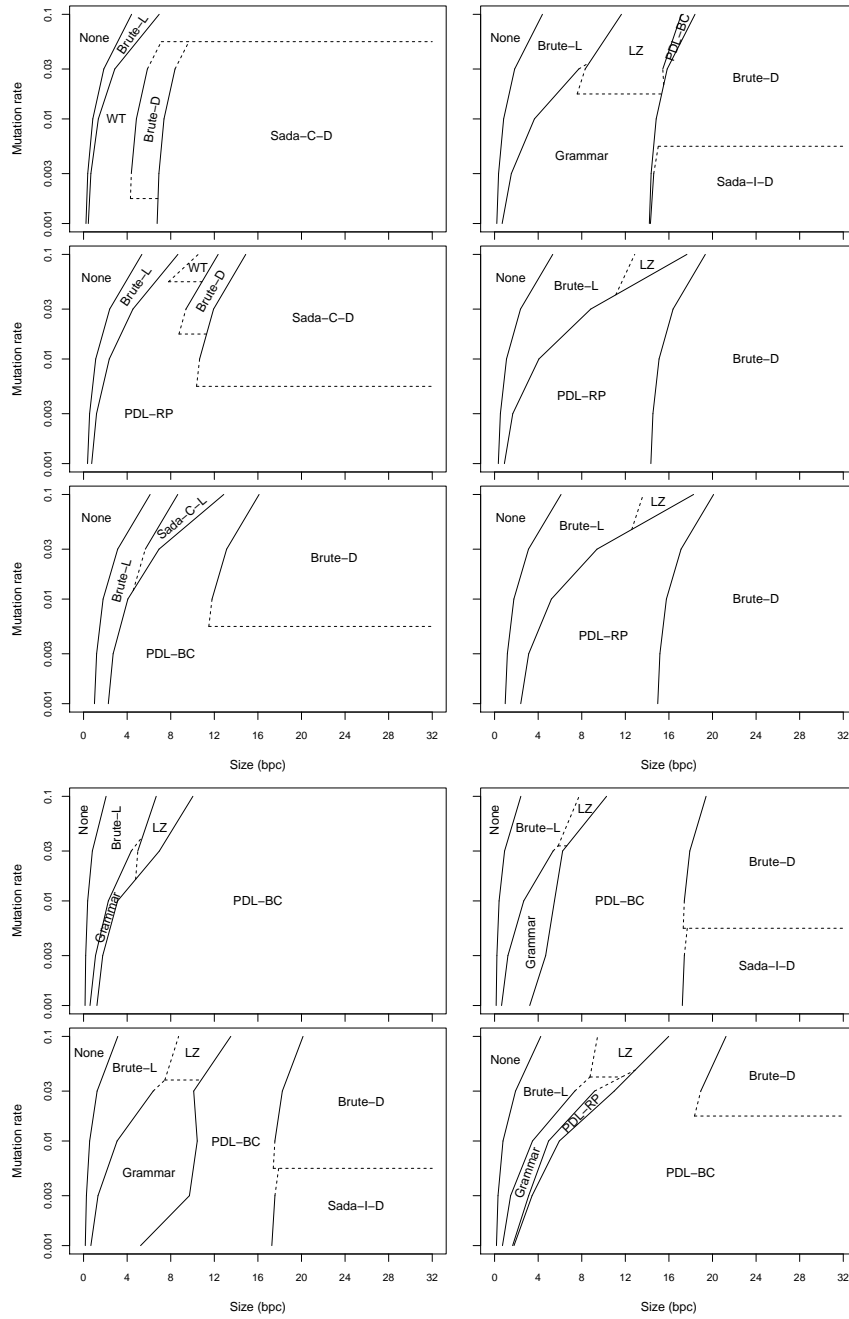 Mutation rate
0.001 0.003 0.01 0.03 0.1
None
Brute−L
WT
Brute−D
Sada−C−D
None
Brute−L
LZ
PDL−BC
Brute−D
Grammar
Sada−I−D
Mutation rate
0.001 0.003 0.01 0.03 0.1
None
Brute−L
WT
Brute−D
Sada−C−D
PDL−RP
None
Brute−L
LZ
Brute−D
PDL−RP
Mutation rate
0.001 0.003 0.01 0.03 0.1
None
Brute−L
Sada−C−L
Brute−D
PDL−BC
0 4 8 12 16 20 24 28 32
Size (bpc)
None
Brute−L
LZ
Brute−D
PDL−RP
0 4 8 12 16 20 24 28 32
Size (bpc)
Mutation rate
0.001 0.003 0.01 0.03 0.1
None
Brute−L
LZ
Grammar
PDL−BC
None
Brute−L
LZ
Grammar
PDL−BC
Brute−D
Sada−I−D
Mutation rate
0.001 0.003 0.01 0.03 0.1
None
Brute−L
LZ
Grammar
PDL−BC
Brute−D
Sada−I−D
0 4 8 12 16 20 24 28 32
Size (bpc)
None
Brute−L
LZ
Grammar
PDL−RP
Brute−D
PDL−BC
0 4 8 12 16 20 24 28 32
Size (bpc)